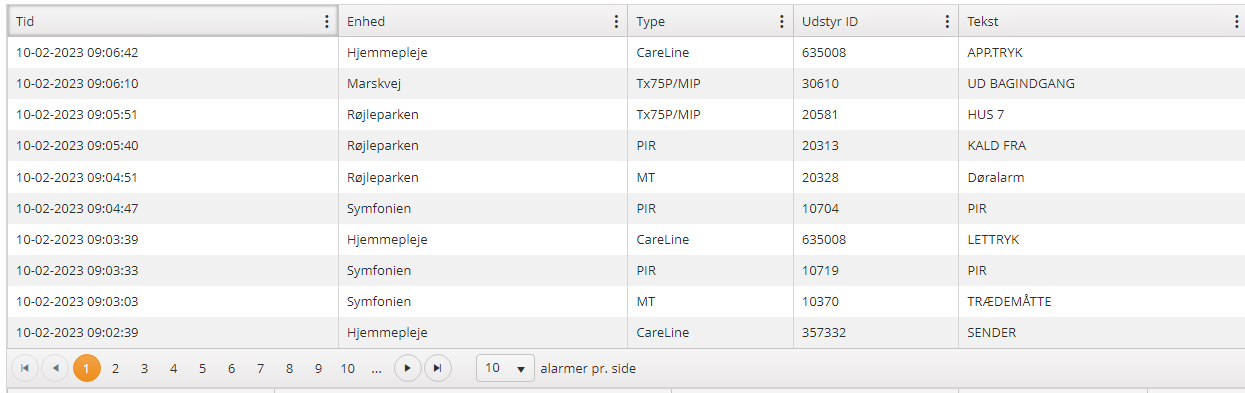 Tid Enhed Type Udstyr ID Tekst
10-02-2023 09:06:42 Hjemmepleje CareLine 635008 APP.TRYK
10-02-2023 09:06:10 Marskvej Tx75P/MIP 30610 UD BAGINDGANG
10-02-2023 09:05:51 Røjleparken Tx75P/MIP 20581 HUS 7
10-02-2023 09:05:40 Røjleparken PIR 20313 KALD FRA
10-02-2023 09:04:51 Røjleparken MT 20328 Døralarm
10-02-2023 09:04:47 Symfonien PIR 10704 PIR
10-02-2023 09:03:39 Hjemmepleje CareLine 635008 LETTRYK
10-02-2023 09:03:33 Symfonien PIR 10719 PIR
10-02-2023 09:03:03 Symfonien MT 10370 TRÆDEMÅTTE
10-02-2023 09:02:39 Hjemmepleje CareLine 357332 SENDER
1 2 3 4 5 6 7 8 9 10 ... 10 alarmer pr. side